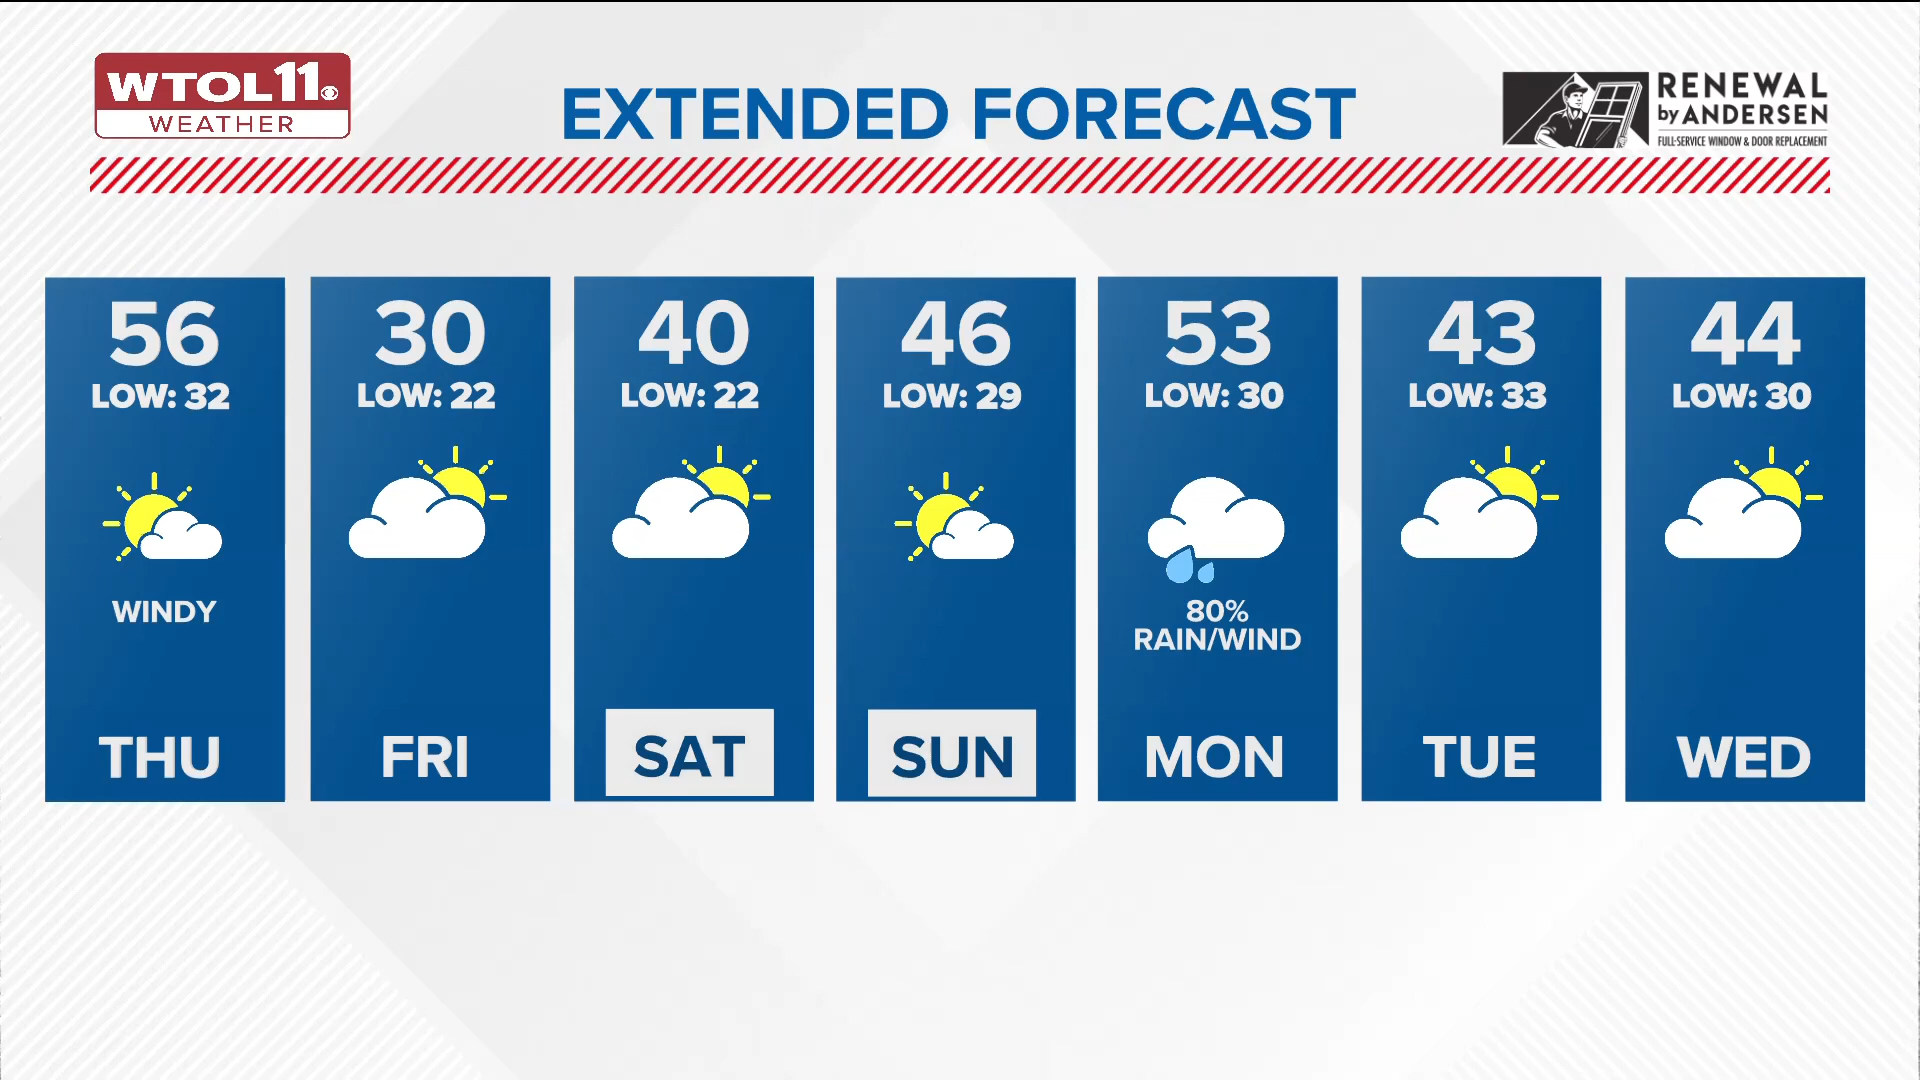 WTOL11
WEATHER
EXTENDED FORECAST
RENEWAL
by ANDERSEN
FULL-SERVICE WINDOW & DOOR REPLACEMENT
56
LOW: 32
WINDY
THU
30
LOW: 22
FRI
40
LOW: 22
SAT
46
LOW: 29
SUN
53
LOW: 30
80%
RAIN/WIND
MON
43
LOW: 33
TUE
44
LOW: 30
WED